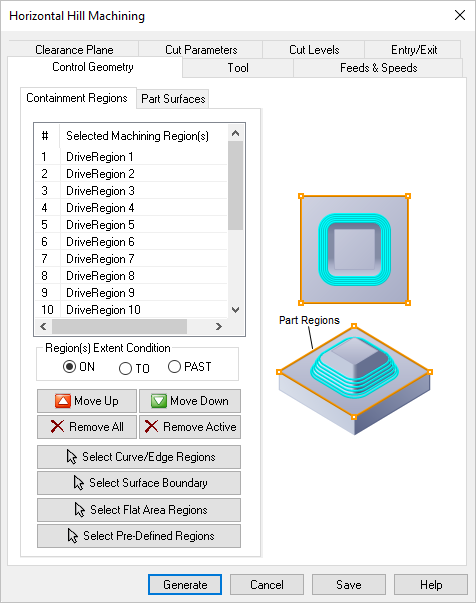 Horizontal Hill Machining
Clearance Plane Cut Parameters Cut Levels Entry/Exit
Control Geometry Tool Feeds & Speeds
Containment Regions Part Surfaces
# Selected Machining Region(s)
1 DriveRegion 1
2 DriveRegion 2
3 DriveRegion 3
4 DriveRegion 4
5 DriveRegion 5
6 DriveRegion 6
7 DriveRegion 7
8 DriveRegion 8
9 DriveRegion 9
10 DriveRegion 10
Part Regions
Region(s) Extent Condition
ON TO PAST
Move Up Move Down
Remove All Remove Active
Select Curve/Edge Regions
Select Surface Boundary
Select Flat Area Regions
Select Pre-Defined Regions
Generate Cancel Save Help